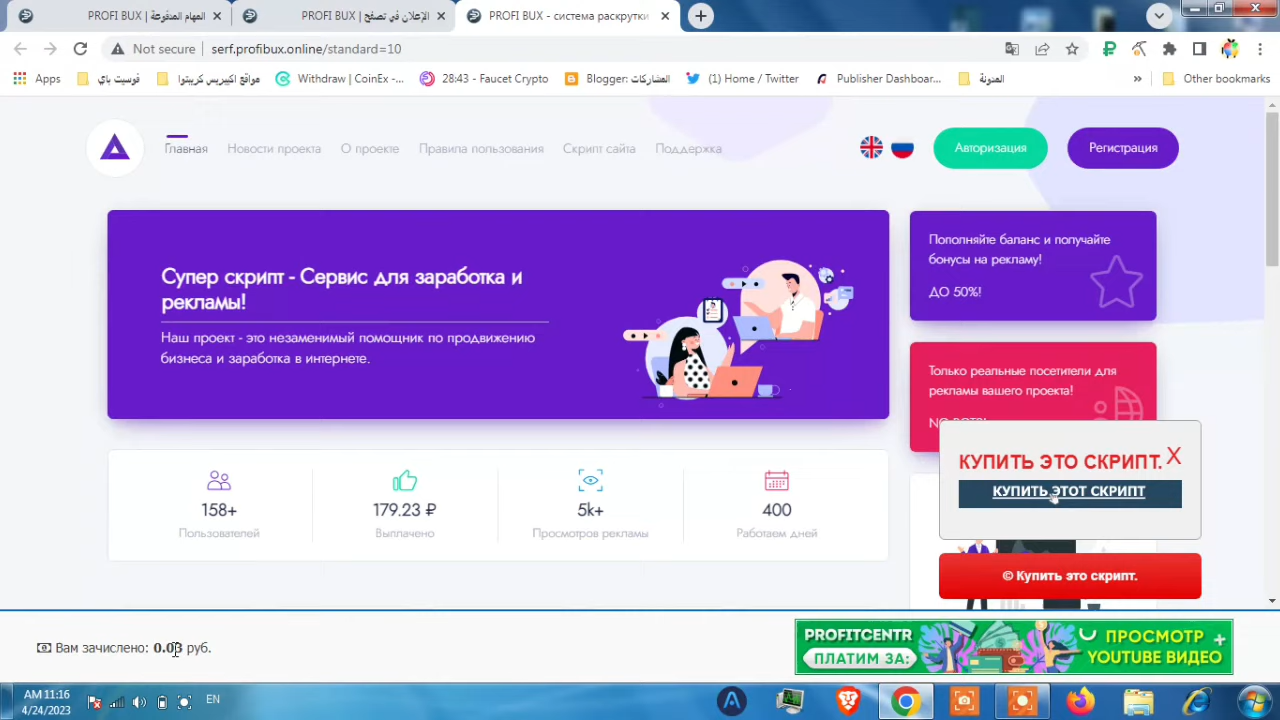 PROFI BUX | المهام المدفوعة
PROFI BUX | الإعلان في تصفح
PROFI BUX - система раскрутки
Not secure
serf.profibux.online/standard=10
Apps
فوسيت باي
مواقع اكبيرس كريبتوا
Withdraw | CoinEx -...
28:43 - Faucet Crypto
Blogger: المشاركات...
(1) Home / Twitter
Publisher Dashboar...
المدونة
»
Other bookmarks
Главная
Новости проекта
О проекте
Правила пользования
Скрипт сайта
Поддержка
Авторизация
Регистрация
Супер скрипт - Сервис для заработка и
рекламы!
Наш проект - это незаменимый помощник по продвижению
бизнеса и заработка в интернете.
Пополняйте баланс и получайте
бонусы на рекламу!
ДО 50%!
Только реальные посетители для
рекламы вашего проекта!
КУПИТЬ ЭТО СКРИПТ.
X
КУПИТЬ ЭТОТ СКРИПТ
© Купить это скрипт.
158+
Пользователей
179.23 ₽
Выплачено
5k+
Просмотров рекламы
400
Работаем дней
Вам зачислено: 0.03 руб.
PROFITCENTR
ПЛАТИМ ЗА:
ПРОСМОТР
YOUTUBE ВИДЕО
AM 11:16
4/24/2023
EN